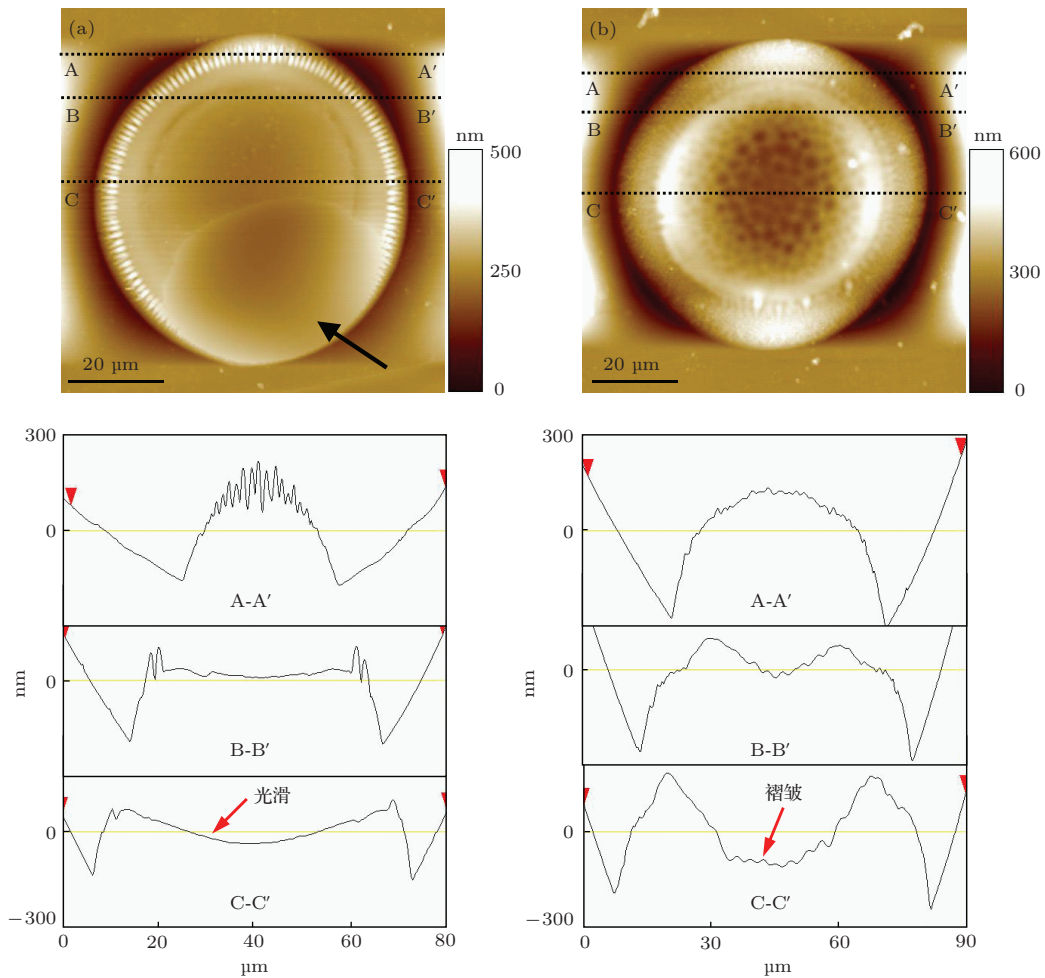 (a)
A A′
B B′
C C′
20 µm
nm
500
250
0
(b)
A A′
B B′
C C′
20 µm
nm
600
300
0
300
0
A-A′
0
B-B′
光滑
0
C-C′
−300
nm
0 20 40 60 80
µm
300
0
A-A′
0
B-B′
褶皱
0
C-C′
−300
nm
0 30 60 90
µm